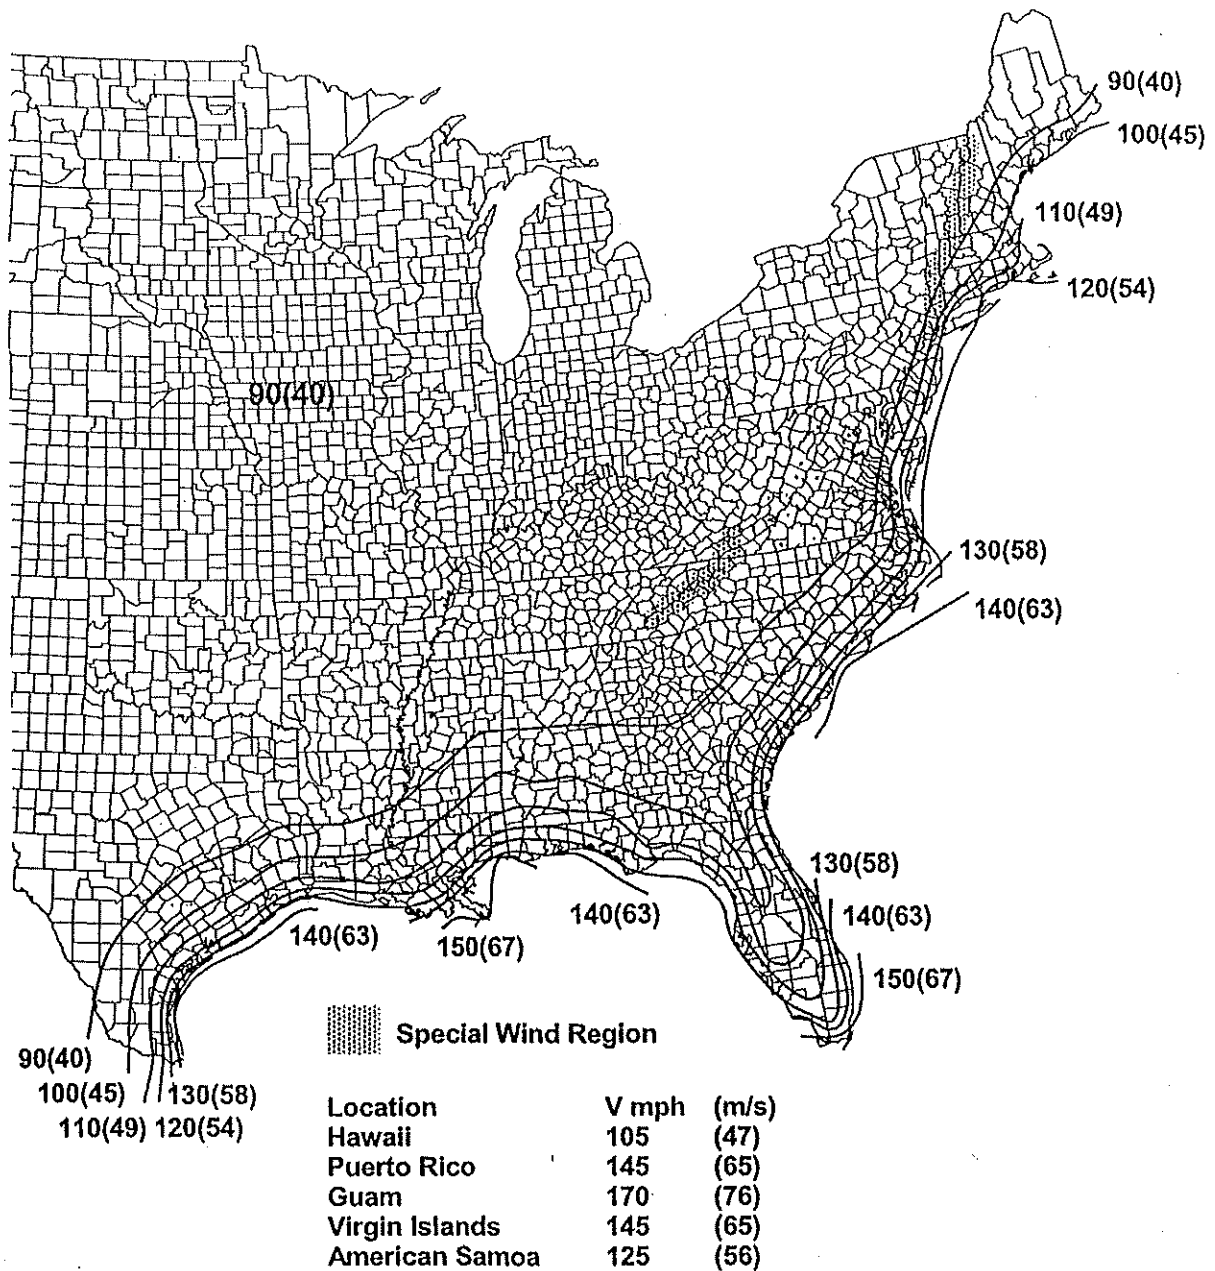 90(40)
100(45)
110(49)
120(54)
90(40)
130(58)
140(63)
130(58)
140(63)
140(63)
140(63)
150(67)
150(67)
Special Wind Region
90(40)
100(45)
130(58)
110(49)
120(54)
Location V mph (m/s)
Hawaii 105 (47)
Puerto Rico 145 (65)
Guam 170 (76)
Virgin Islands 145 (65)
American Samoa 125 (56)